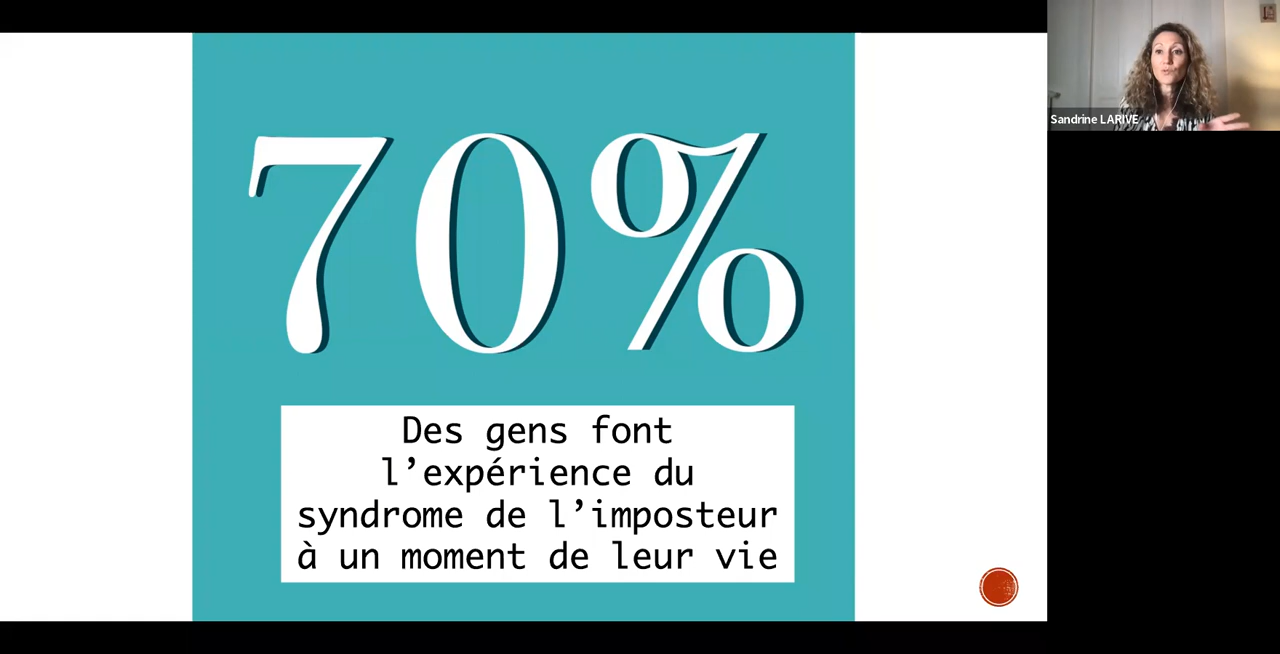 70%
Des gens font
l’expérience du
syndrome de l’imposteur
à un moment de leur vie
Sandrine LARIVE